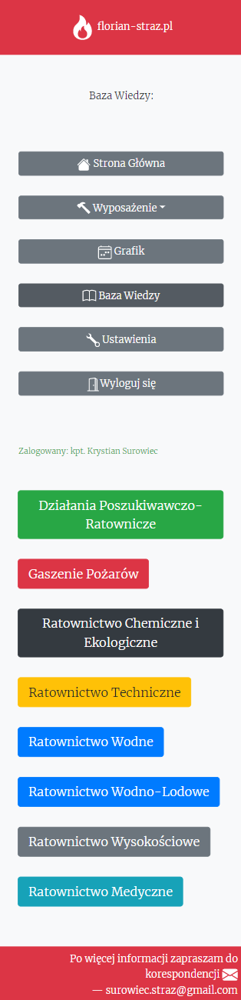 florian-straz.pl
Baza Wiedzy:
Strona Główna
Wyposażenie
Grafik
Baza Wiedzy
Ustawienia
Wyloguj się
Zalogowany: kpt. Krystian Surowiec
Działania Poszukiwawczo-
Ratownicze
Gaszenie Pożarów
Ratownictwo Chemiczne i
Ekologiczne
Ratownictwo Techniczne
Ratownictwo Wodne
Ratownictwo Wodno-Lodowe
Ratownictwo Wysokościowe
Ratownictwo Medyczne
Po więcej informacji zapraszam do
korespondencji
— surowiec.straz@gmail.com